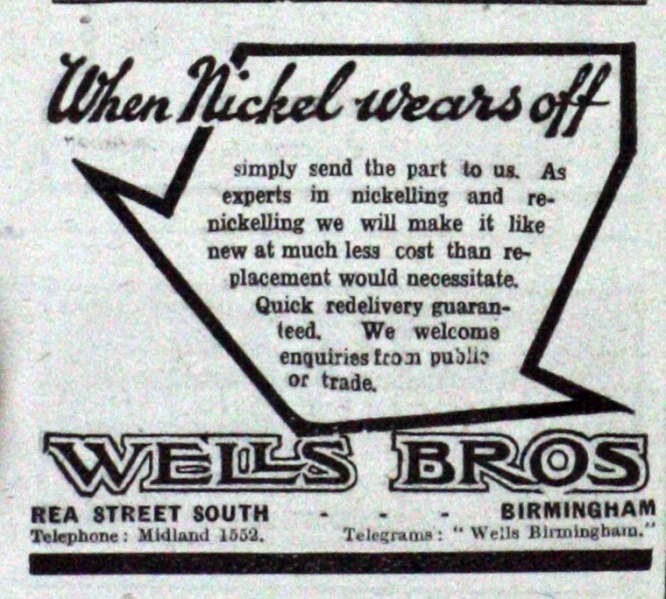 When Nickel wears off
simply send the part to us. As
experts in nickelling and re-
nickelling we will make it like
new at much less cost than re-
placement would necessitate.
Quick redelivery guaran-
teed. We welcome
enquiries from public
or trade.
WELLS BROS
REA STREET SOUTH - - - BIRMINGHAM
Telephone: Midland 1552. Telegrams: "Wells Birmingham."